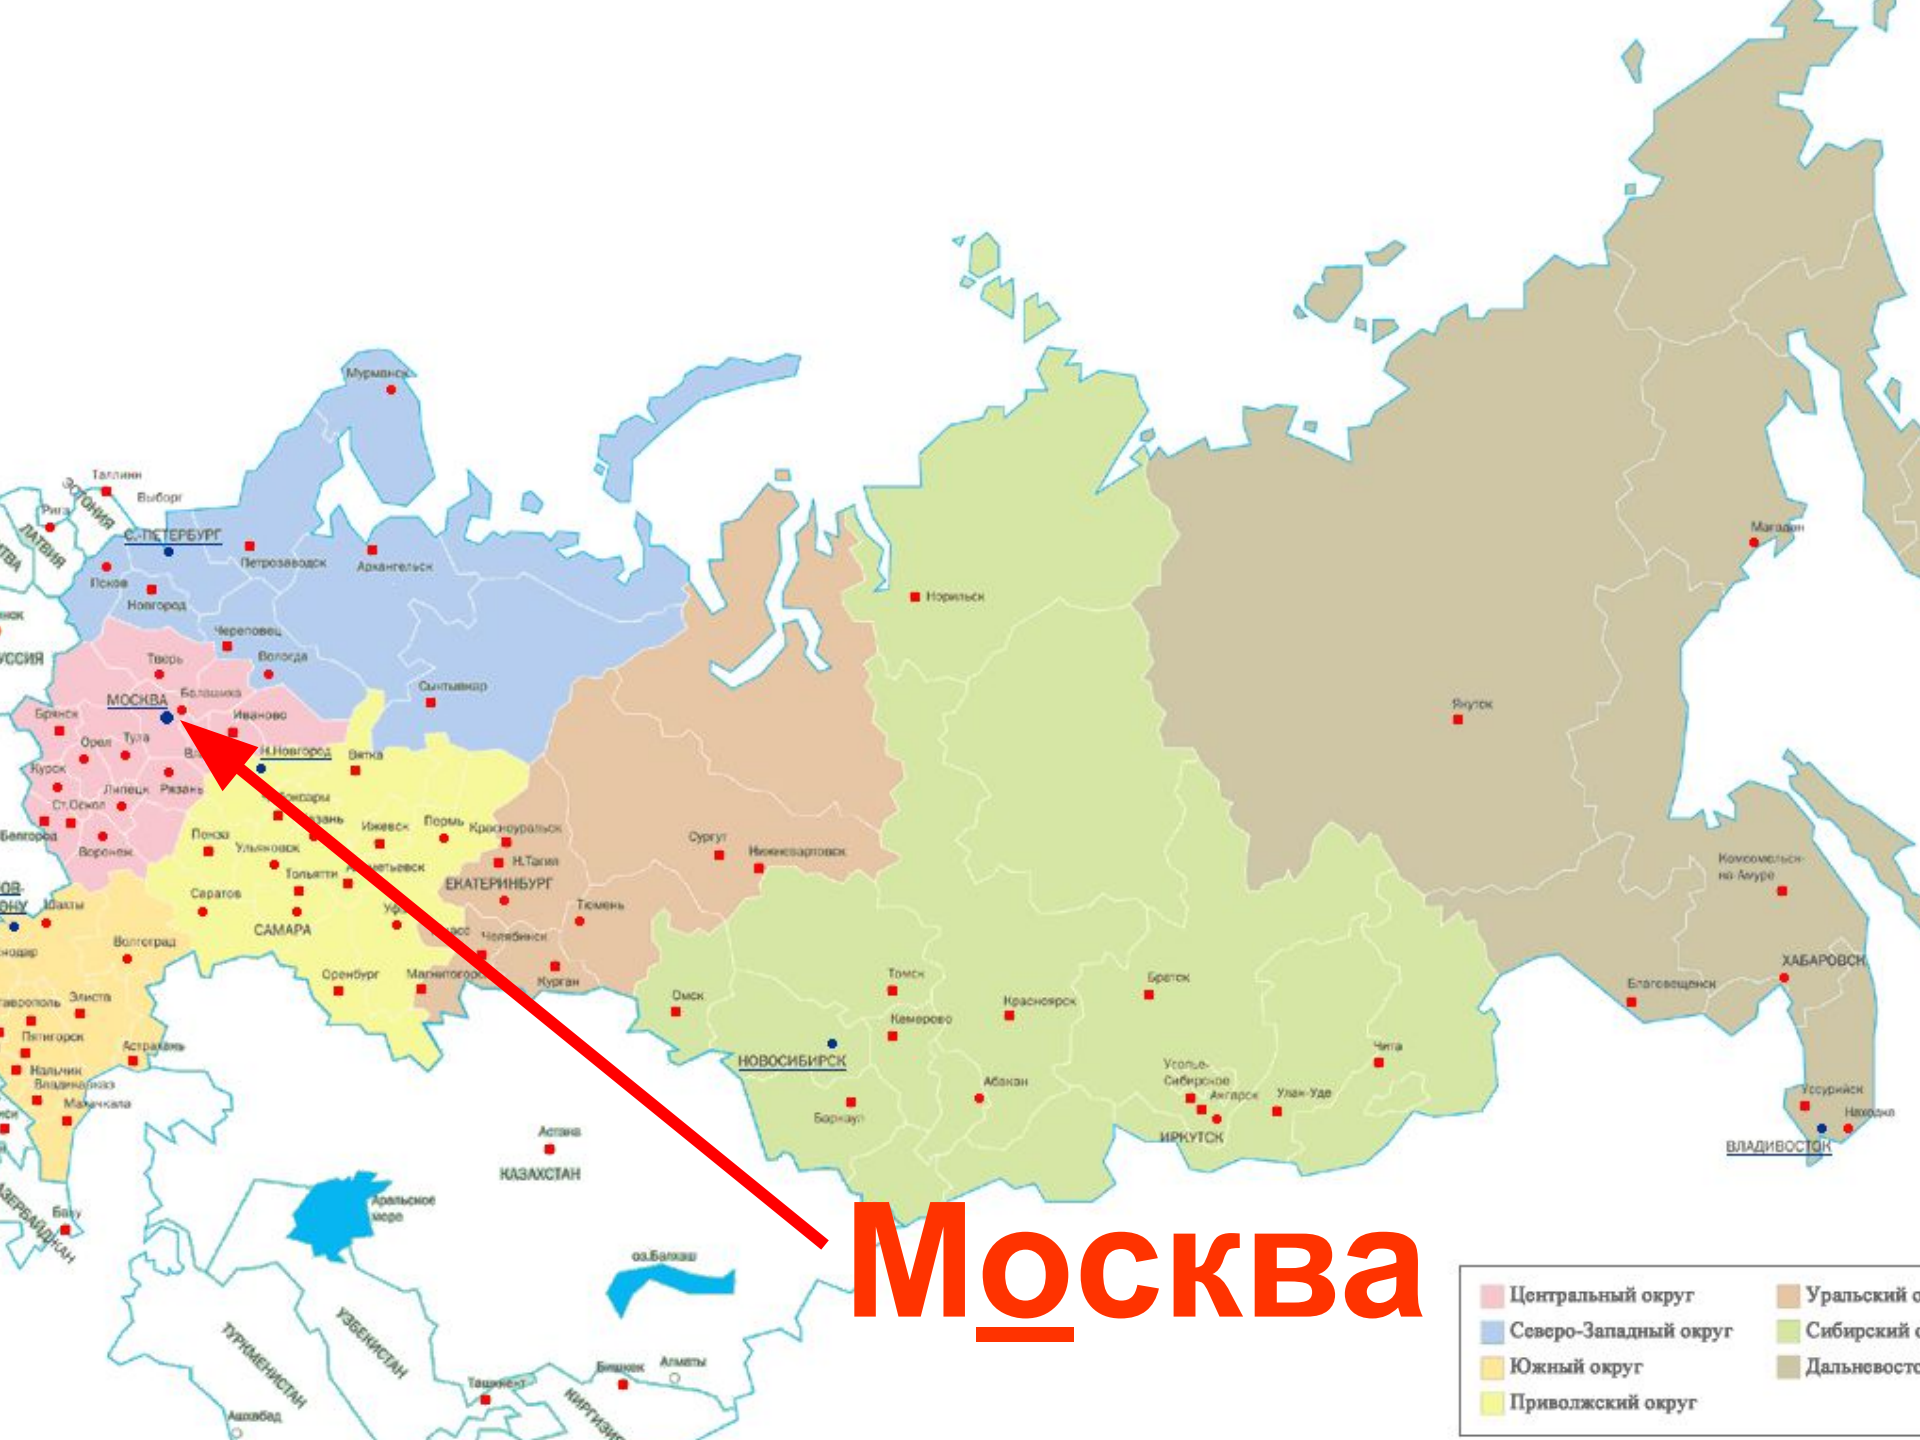 Мурманск
Таллинн
Выборг
ЭСТОНИЯ
Рига
ЛАТВИЯ
С.-ПЕТЕРБУРГ
Петрозаводск
Архангельск
Псков
Новгород
Норильск
Магадан
Череповец
Вологда
Тверь
Сыктывкар
МОСКВА
Балашиха
Якутск
Брянск
Иваново
Орел
Тула
Н.Новгород
Вятка
Курск
Липецк
Рязань
Ст.Оскол
Белгород
Воронеж
Пенза
Ульяновск
Ижевск
Пермь
Красноуральск
Сургут
Нижневартовск
Н.Тагил
Тольятти
ЕКАТЕРИНБУРГ
Комсомольск-
на-Амуре
Саратов
Шахты
Тюмень
САМАРА
Волгоград
Челябинск
ХАБАРОВСК
Оренбург
Курган
Томск
Братск
Благовещенск
Элиста
Омск
Красноярск
Кемерово
Пятигорск
Астрахань
НОВОСИБИРСК
Чита
Нальчик
Владикавказ
Махачкала
Барнаул
Абакан
Усолье-
Сибирское
Ангарск
Улан-Удэ
ИРКУТСК
Уссурийск
Находка
ВЛАДИВОСТОК
Астана
КАЗАХСТАН
Аральское
море
Баку
оз.Балхаш
Москва
ТУРКМЕНИСТАН
УЗБЕКИСТАН
Ташкент
Бишкек
Алматы
Ашхабад
Центральный округ
Северо-Западный округ
Южный округ
Приволжский округ
Уральский о
Сибирский о
Дальневосто